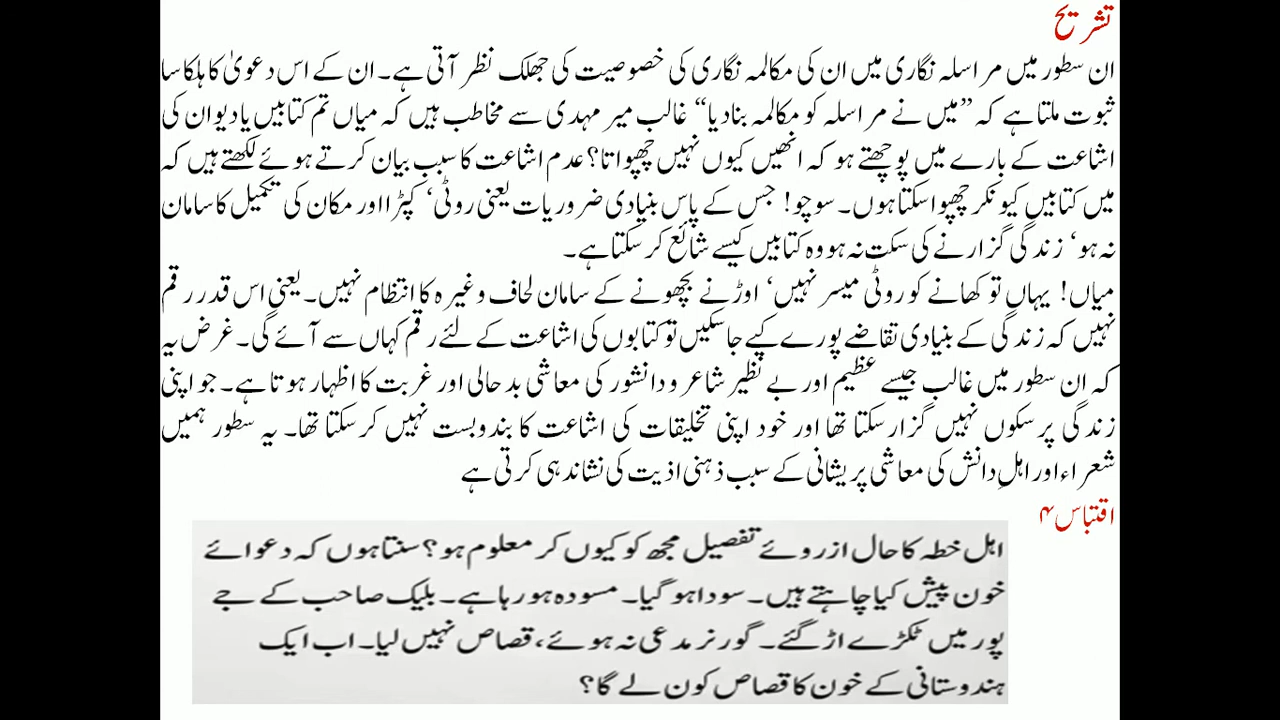 تشریح
ان سطور میں مراسلہ نگاری میں ان کی مکالمہ نگاری کی خصوصیت کی جھلک نظر آتی ہے۔ ان کے اس دعویٰ کا ہلکا سا
ثبوت ملتا ہے کہ ”میں نے مراسلہ کو مکالمہ بنا دیا“ غالب میر مہدی سے مخاطب ہیں کہ میاں تم کتابیں یا دیوان کی
اشاعت کے بارے میں پوچھتے ہو کہ انھیں کیوں نہیں چھپواتا؟ عدم اشاعت کا سبب بیان کرتے ہوئے لکھتے ہیں کہ
میں کتابیں کیونکر چھپوا سکتا ہوں۔ سوچو! جس کے پاس بنیادی ضروریات یعنی روٹی‘ کپڑا اور مکان کی تکمیل کا سامان
نہ ہو‘ زندگی گزارنے کی سکت نہ ہو وہ کتابیں کیسے شائع کر سکتا ہے۔
میاں! یہاں تو کھانے کو روٹی میسر نہیں‘ اوڑنے بچھونے کے سامان لحاف وغیرہ کا انتظام نہیں۔ یعنی اس قدر رقم
نہیں کہ زندگی کے بنیادی تقاضے پورے کیے جا سکیں تو کتابوں کی اشاعت کے لئے رقم کہاں سے آئے گی۔ غرض یہ
کہ ان سطور میں غالب جیسے عظیم اور بے نظیر شاعر و دانشور کی معاشی بدحالی اور غربت کا اظہار ہوتا ہے۔ جو اپنی
زندگی پر سکوں نہیں گزار سکتا تھا اور خود اپنی تخلیقات کی اشاعت کا بندوبست نہیں کر سکتا تھا۔ یہ سطور ہمیں
شعراء اور اہلِ دانش کی معاشی پریشانی کے سبب ذہنی اذیت کی نشاندہی کرتی ہے
اقتباس ۴
اہل خطہ کا حال ازروئے تفصیل مجھ کو کیوں کر معلوم ہو؟ سنتا ہوں کہ دعوائے
خون پیش کیا چاہتے ہیں۔ سودا ہو گیا۔ مسودہ ہو رہا ہے۔ بلیک صاحب کے جے
پور میں ٹکڑے اڑ گئے۔ گورنر مدعی نہ ہوئے، قصاص نہیں لیا۔ اب ایک
ہندوستانی کے خون کا قصاص کون لے گا؟